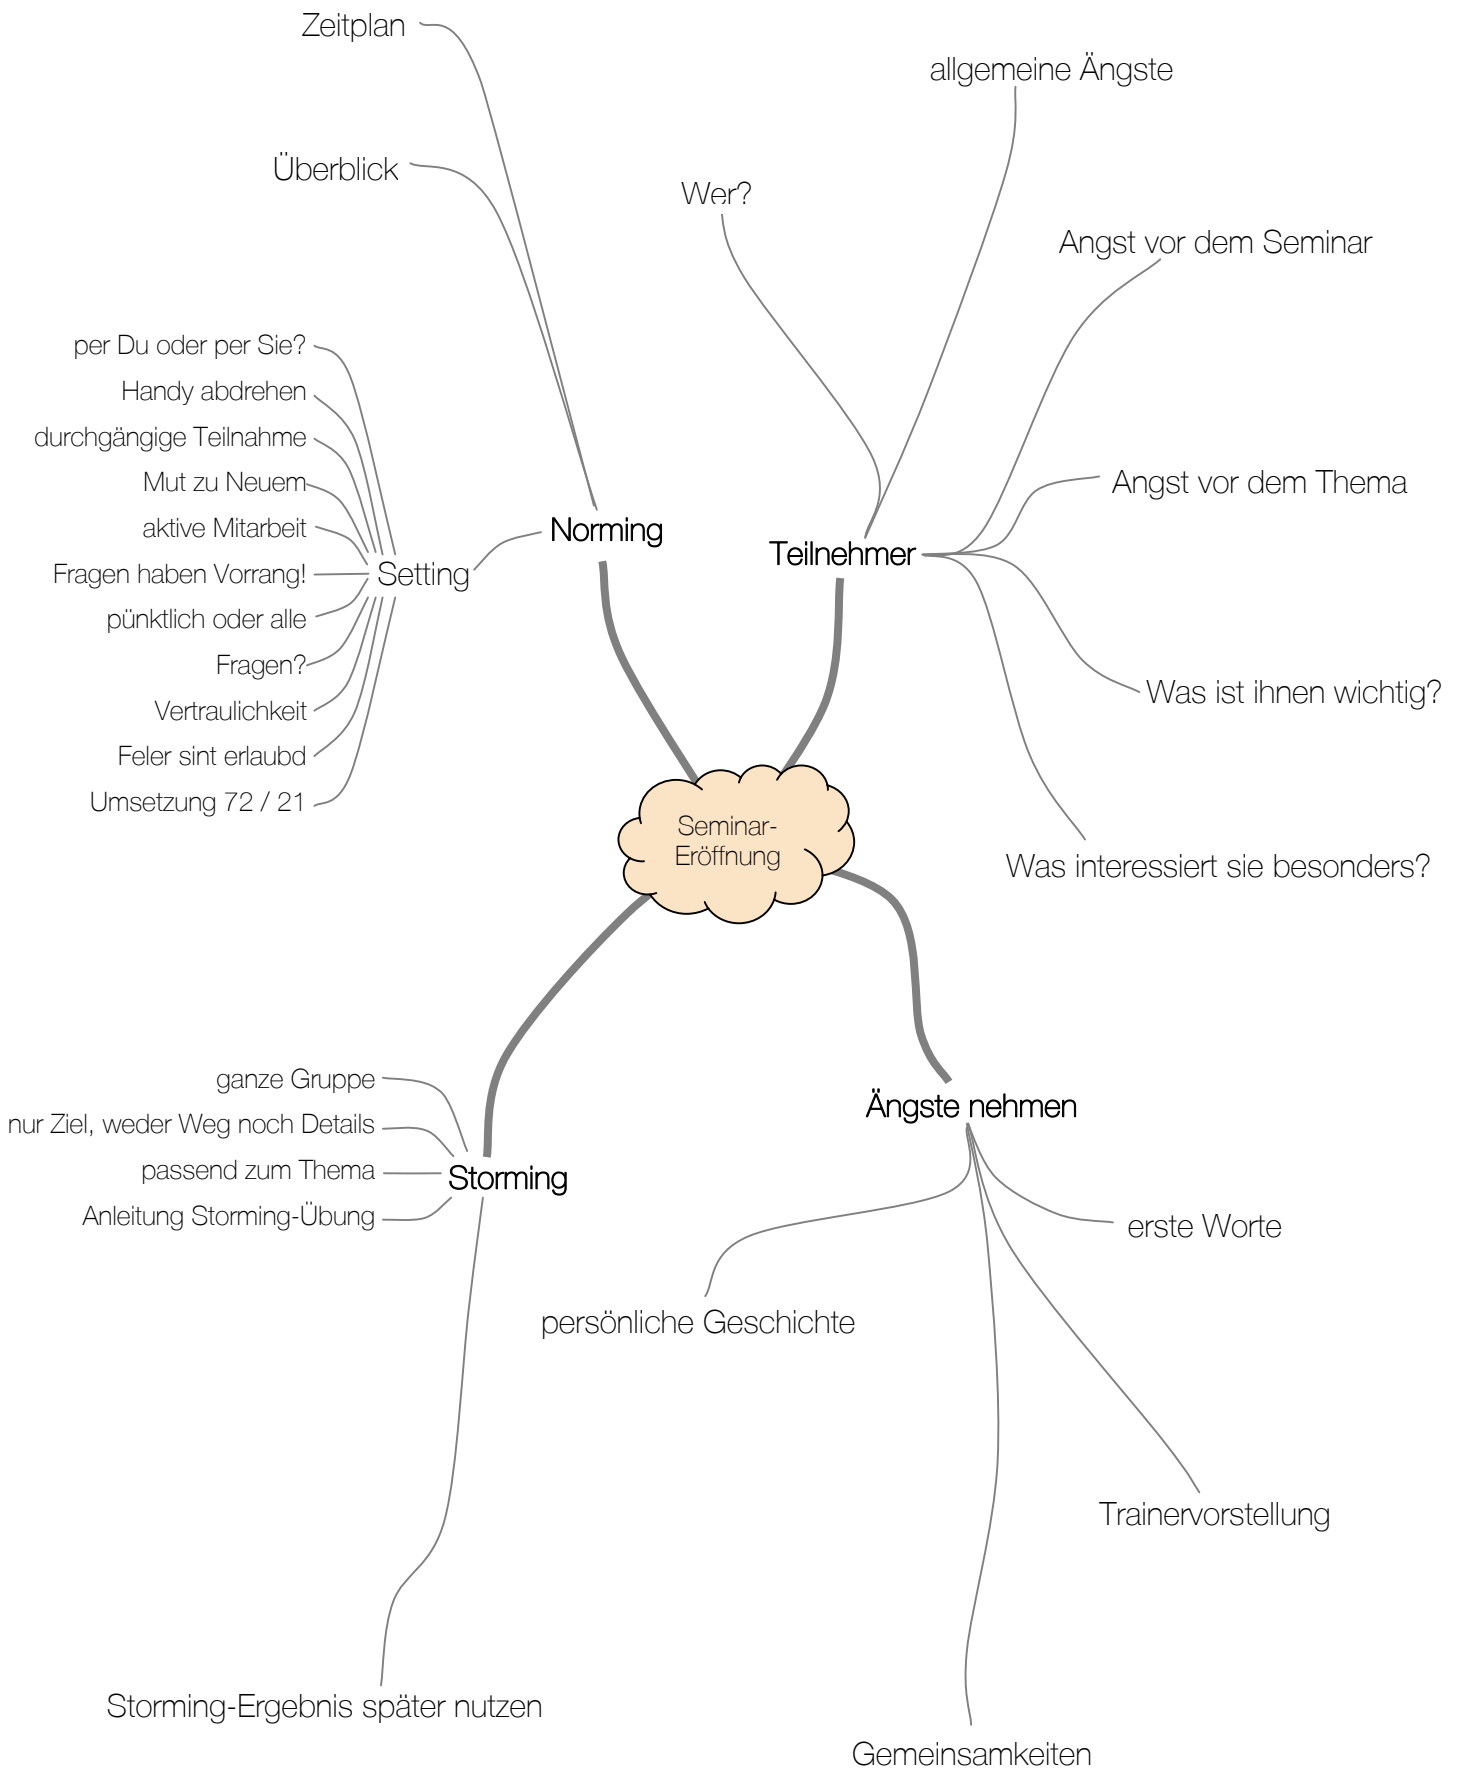 Zeitplan
allgemeine Ängste
Überblick
Wer?
Angst vor dem Seminar
per Du oder per Sie?
Handy abdrehen
durchgängige Teilnahme
Mut zu Neuem
aktive Mitarbeit
Fragen haben Vorrang!
pünktlich oder alle
Fragen?
Vertraulichkeit
Feler sint erlaubd
Umsetzung 72 / 21
Setting
Norming
Teilnehmer
Angst vor dem Thema
Was ist ihnen wichtig?
Was interessiert sie besonders?
Seminar-
Eröffnung
ganze Gruppe
nur Ziel, weder Weg noch Details
passend zum Thema
Anleitung Storming-Übung
Storming
Ängste nehmen
erste Worte
persönliche Geschichte
Trainervorstellung
Storming-Ergebnis später nutzen
Gemeinsamkeiten